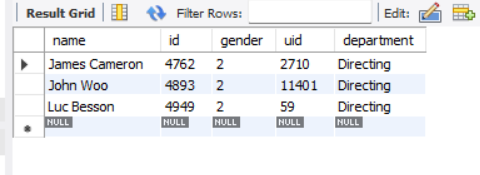 Result Grid Filter Rows: Edit:
name id gender uid department
James Cameron 4762 2 2710 Directing
John Woo 4893 2 11401 Directing
Luc Besson 4949 2 59 Directing
NULL NULL NULL NULL NULL